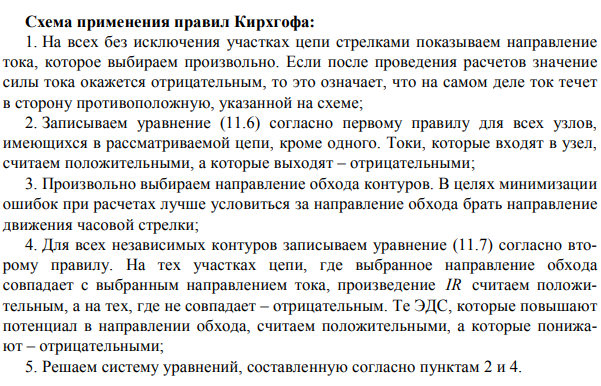 Схема применения правил Кирхгофа:
1. На всех без исключения участках цепи стрелками показываем направление
тока, которое выбираем произвольно. Если после проведения расчетов значение
силы тока окажется отрицательным, то это означает, что на самом деле ток течет
в сторону противоположную, указанной на схеме;
2. Записываем уравнение (11.6) согласно первому правилу для всех узлов,
имеющихся в рассматриваемой цепи, кроме одного. Токи, которые входят в узел,
считаем положительными, а которые выходят – отрицательными;
3. Произвольно выбираем направление обхода контуров. В целях минимизации
ошибок при расчетах лучше условиться за направление обхода брать направление
движения часовой стрелки;
4. Для всех независимых контуров записываем уравнение (11.7) согласно вто-
рому правилу. На тех участках цепи, где выбранное направление обхода
совпадает с выбранным направлением тока, произведение IR считаем положи-
тельным, а на тех, где не совпадает – отрицательным. Те ЭДС, которые повышают
потенциал в направлении обхода, считаем положительными, а которые понижа-
ют – отрицательными;
5. Решаем систему уравнений, составленную согласно пунктам 2 и 4.